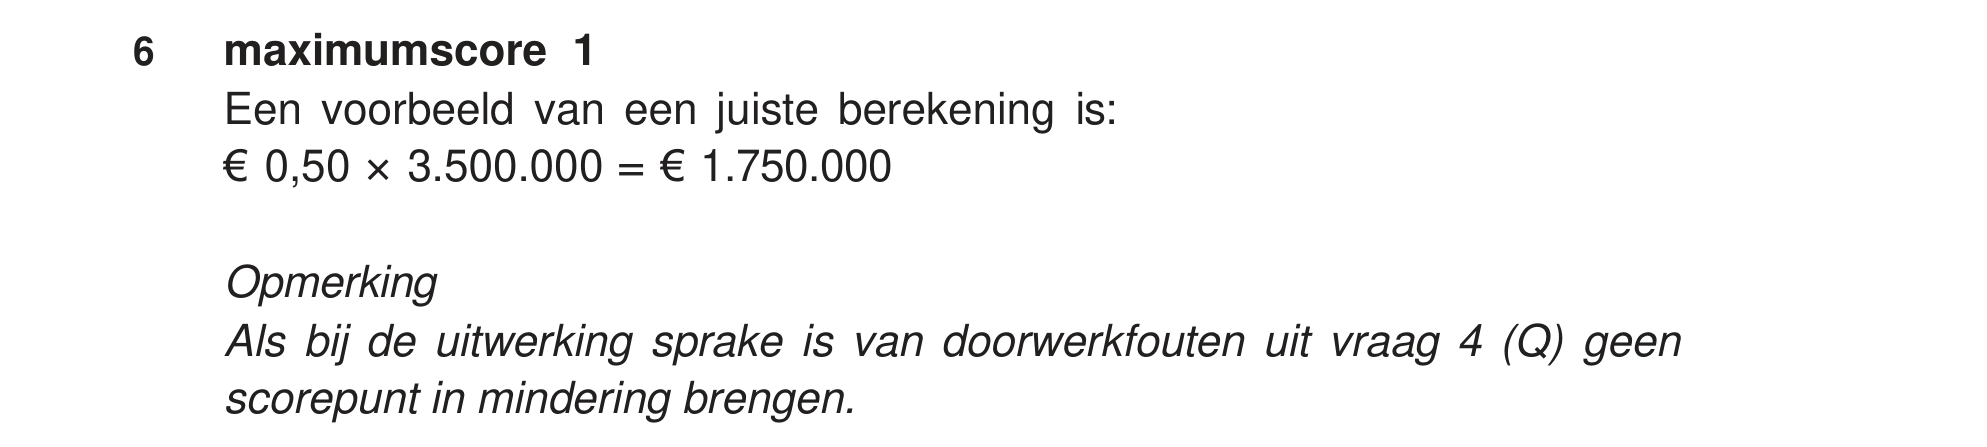 6 maximumscore 1
Een voorbeeld van een juiste berekening is:
€ 0,50 × 3.500.000 = € 1.750.000
Opmerking
Als bij de uitwerking sprake is van doorwerkfouten uit vraag 4 (Q) geen
scorepunt in mindering brengen.